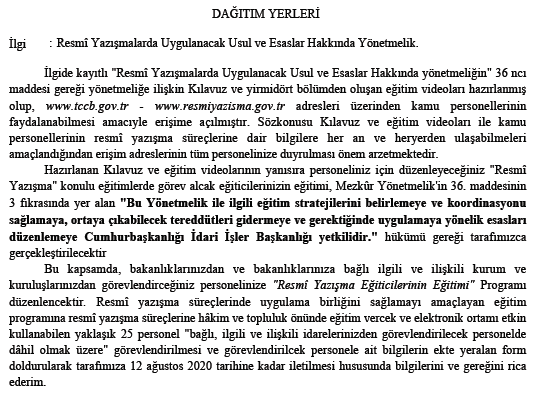 DAĞITIM YERLERİ
İlgi : Resmî Yazışmalarda Uygulanacak Usul ve Esaslar Hakkında Yönetmelik.
İlgide kayıtlı "Resmî Yazışmalarda Uygulanacak Usul ve Esaslar Hakkında yönetmeliğin" 36 ncı
maddesi gereği yönetmeliğe ilişkin Kılavuz ve yirmidört bölümden oluşan eğitim videoları hazırlanmış
olup, www.tccb.gov.tr - www.resmiyazisma.gov.tr adresleri üzerinden kamu personellerinin
faydalanabilmesi amacıyle erişime açılmıştır. Sözkonusu Kılavuz ve eğitim videoları ile kamu
personellerinin resmî yazışma süreçlerine dair bilgilere her an ve heryerden ulaşabilmeleri
amaçlandığından erişim adreslerinin tüm personelinize duyrulması önem arzetmektedir.
Hazırlanan Kılavuz ve eğitim videolarının yanısıra personeliniz için düzenleyeceğiniz "Resmî
Yazışma" konulu eğitimlerde görev alcak eğiticilerinizin eğitimi, Mezkûr Yönetmelik'in 36. maddesinin
3 fıkrasında yer alan "Bu Yönetmelik ile ilgili eğitim stratejilerini belirlemeye ve koordinasyonu
sağlamaya, ortaya çıkabilecek tereddütleri gidermeye ve gerektiğinde uygulamaya yönelik esasları
düzenlemeye Cumhurbaşkanlığı İdari İşler Başkanlığı yetkilidir." hükümü gereği tarafımızca
gerçekleştirilecektir
Bu kapsamda, bakanlıklarınızdan ve bakanlıklarınıza bağlı ilgili ve ilişkili kurum ve
kuruluşlarınızdan görevlendirceğiniz personelinize "Resmî Yazışma Eğiticilerinin Eğitimi" Programı
düzenlencektir. Resmî yazışma süreçlerinde uygulama birliğini sağlamayı amaçlayan eğitim
programına resmî yazışma süreçlerine hâkim ve topluluk önünde eğitim vercek ve elektronik ortamı etkin
kullanabilen yaklaşık 25 personel "bağlı, ilgili ve ilişkili idarelerinizden görevlendirilecek personelde
dâhil olmak üzere" görevlendirilmesi ve görevlendirilcek personele ait bilgilerin ekte yeralan form
doldurularak tarafımıza 12 ağustos 2020 tarihine kadar iletilmesi hususunda bilgilerini ve gereğini rica
ederim.